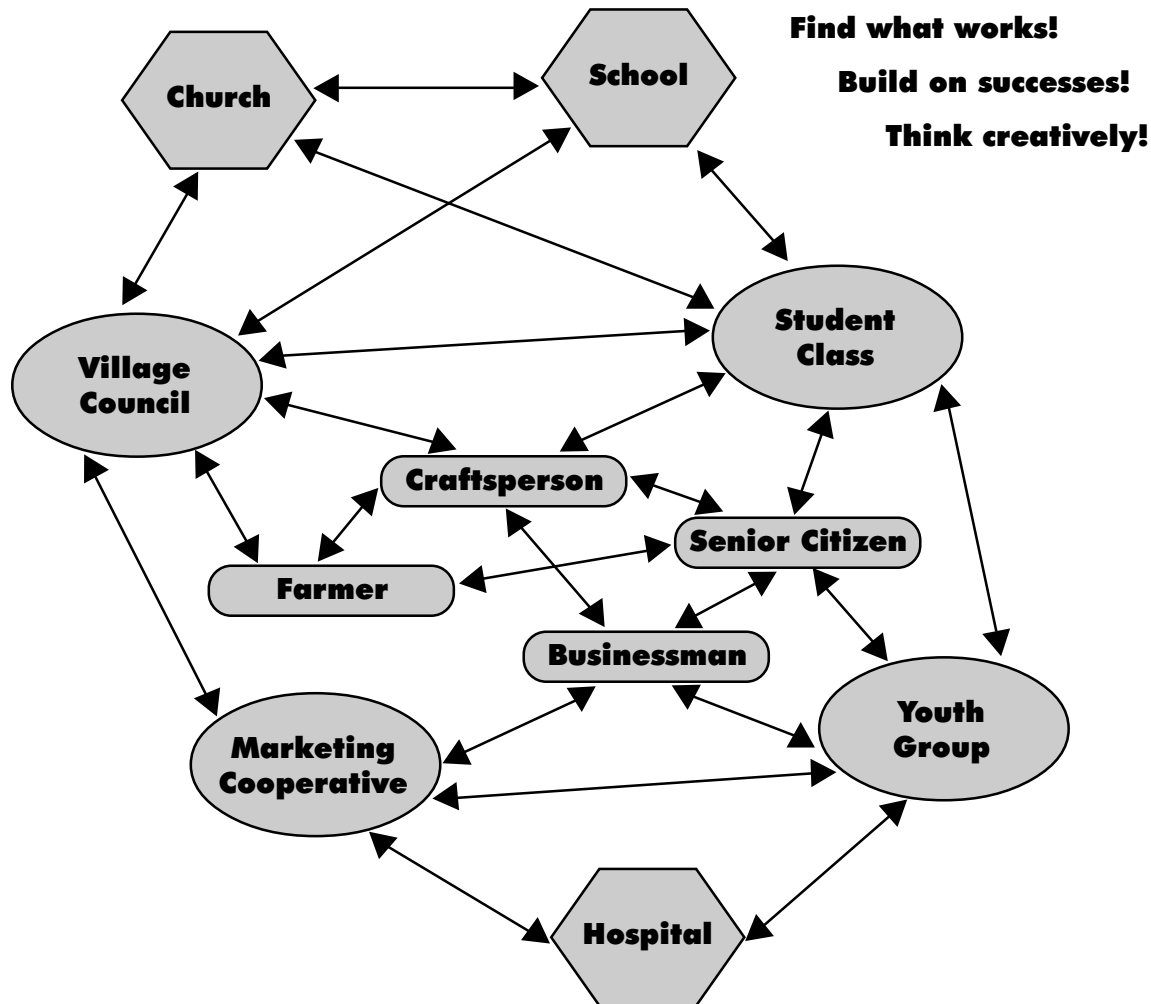 Find what works!
School
Church
Build on successes!
Think creatively!
Student
Class
Village
Council
Craftsperson
Senior Citizen
Farmer
Businessman
Youth
Group
Marketing
Cooperative
Hospital